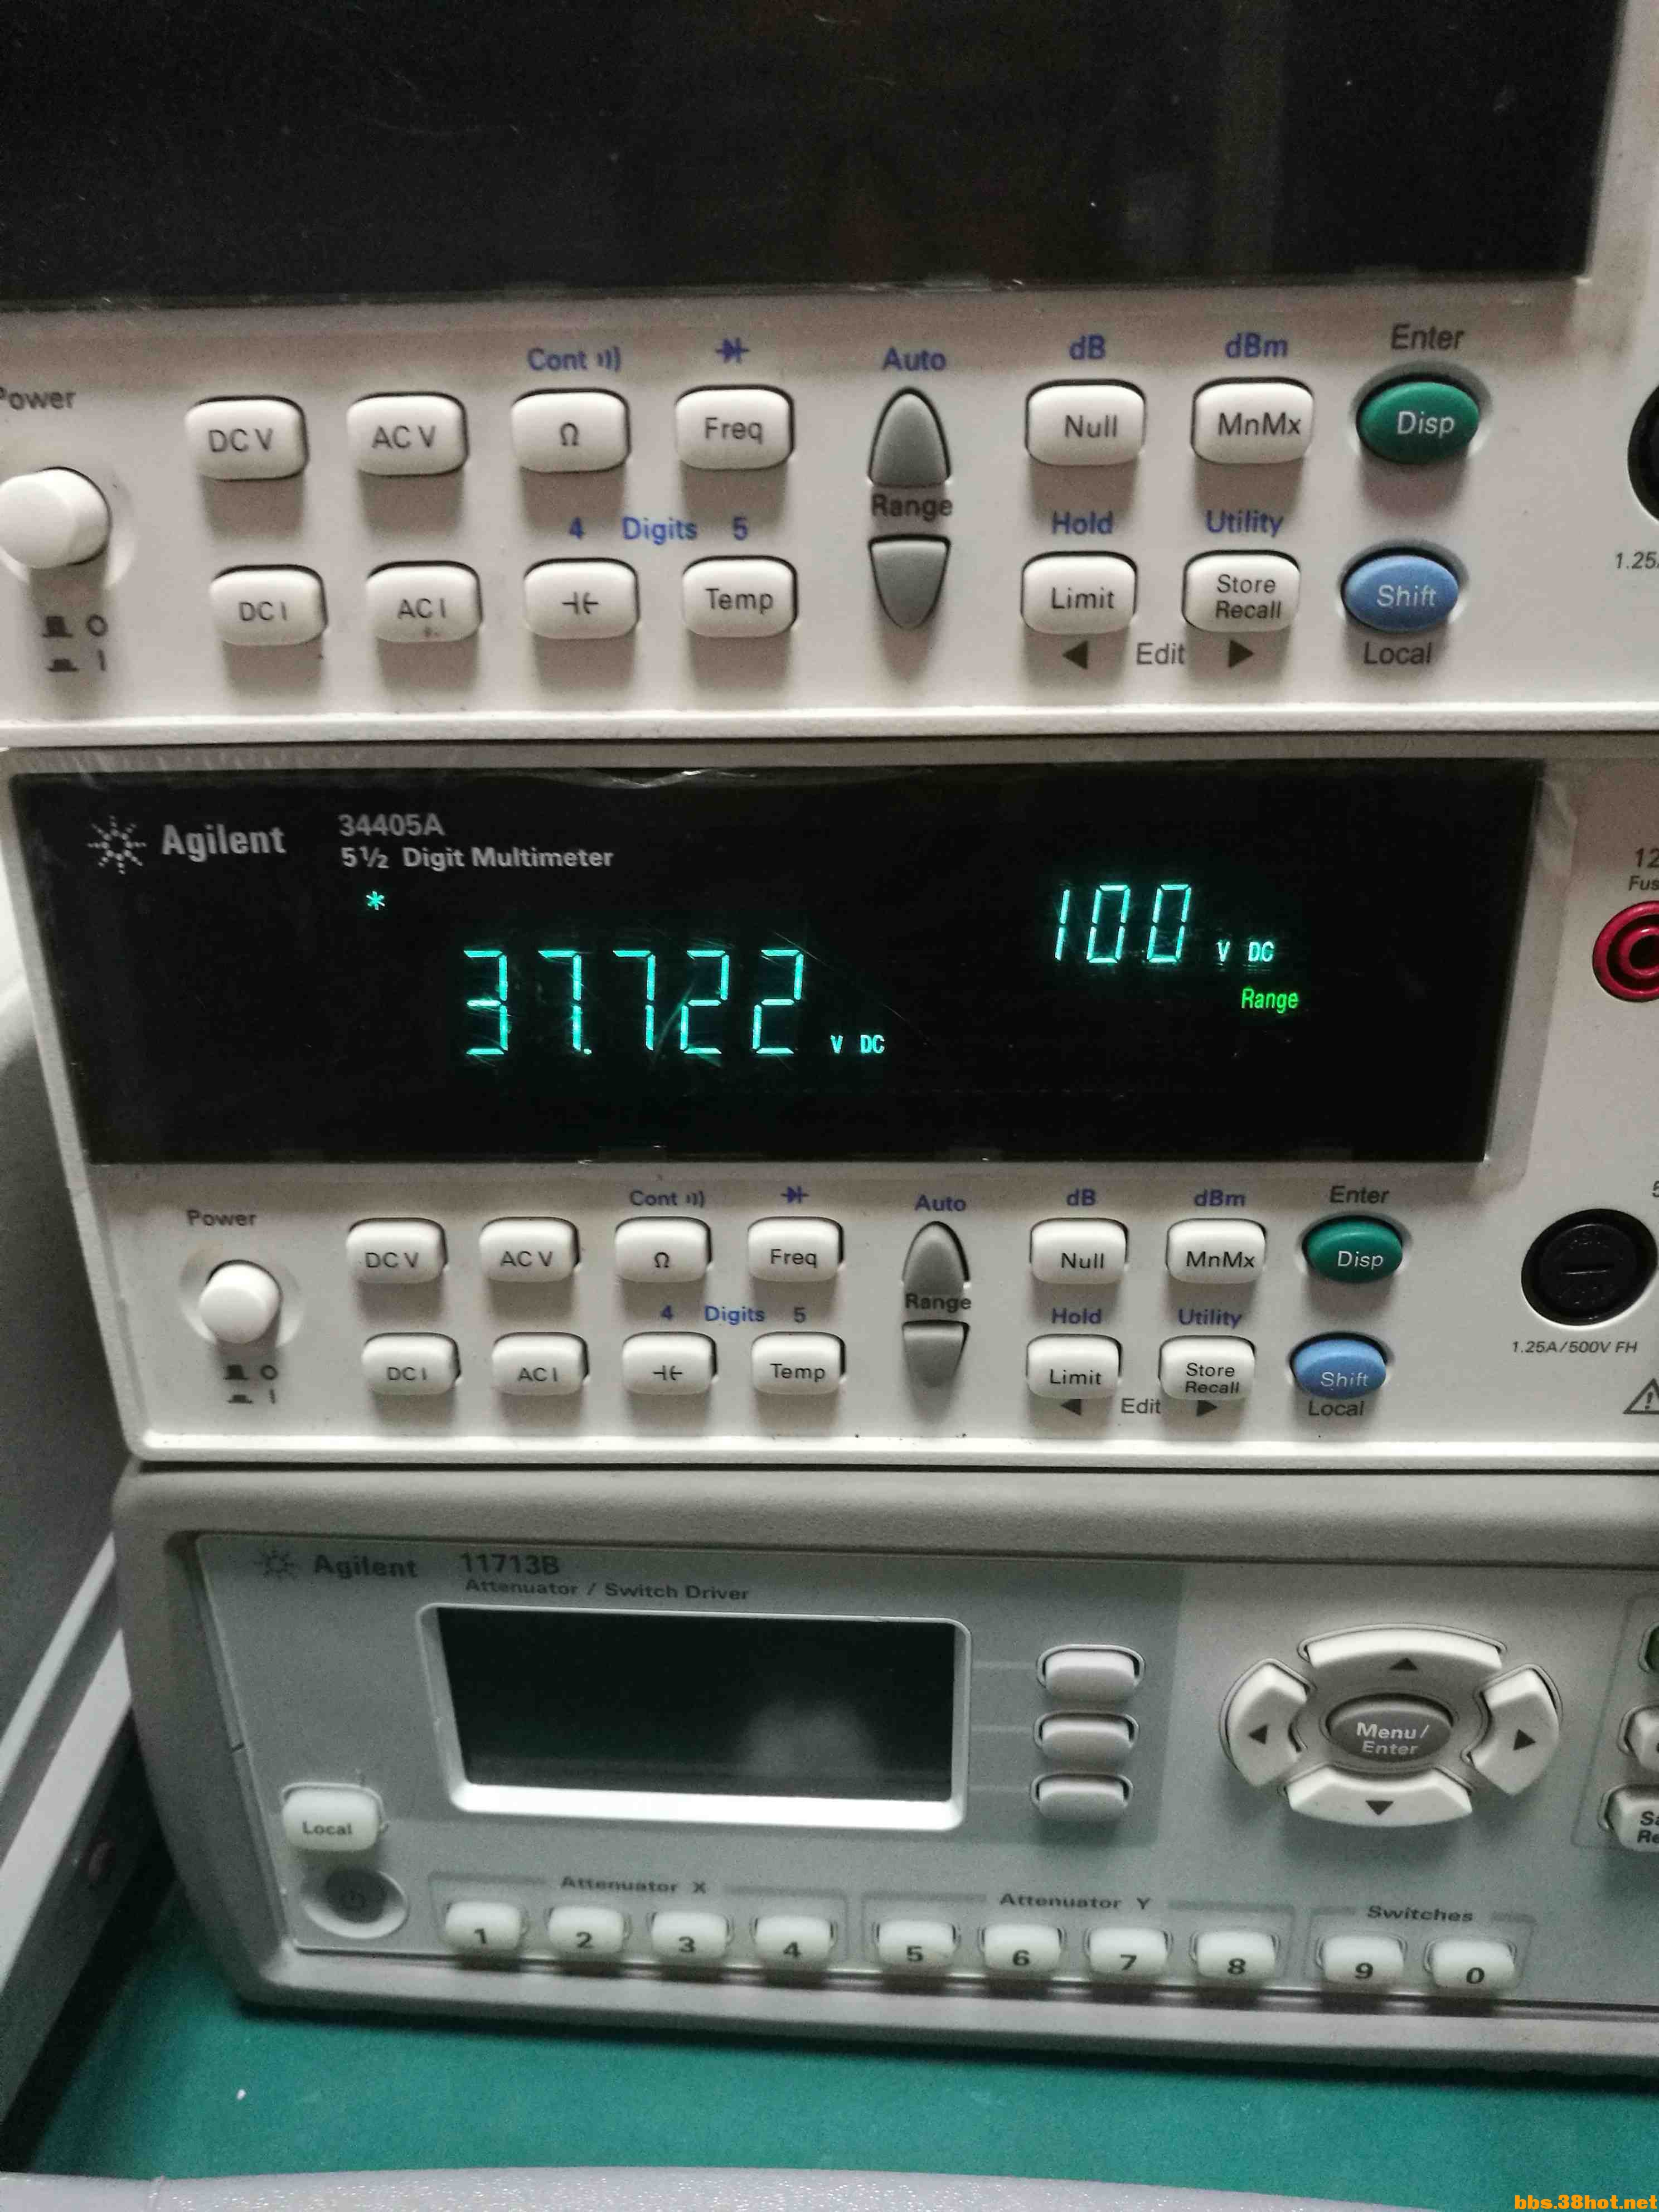 Cont
Auto
dB
dBm
Enter
Power
DC V
AC V
Ω
Freq
Null
MnMx
Disp
Range
4 Digits 5
Hold
Utility
DC I
AC I
Temp
Limit
Store
Recall
Shift
O
I
Edit
Local
Agilent
34405A
5½ Digit Multimeter
*
100 V DC
Range
37.722 V DC
Cont
Auto
dB
dBm
Enter
Power
DC V
AC V
Ω
Freq
Null
MnMx
Disp
Range
4 Digits 5
Hold
Utility
DC I
AC I
Temp
Limit
Store
Recall
Shift
O
I
Edit
Local
1.25A/500V FH
Agilent
11713B
Attenuator / Switch Driver
Menu/
Enter
Local
Attenuator X
Attenuator Y
Switches
1 2 3 4 5 6 7 8 9 0
bbs.38hot.net